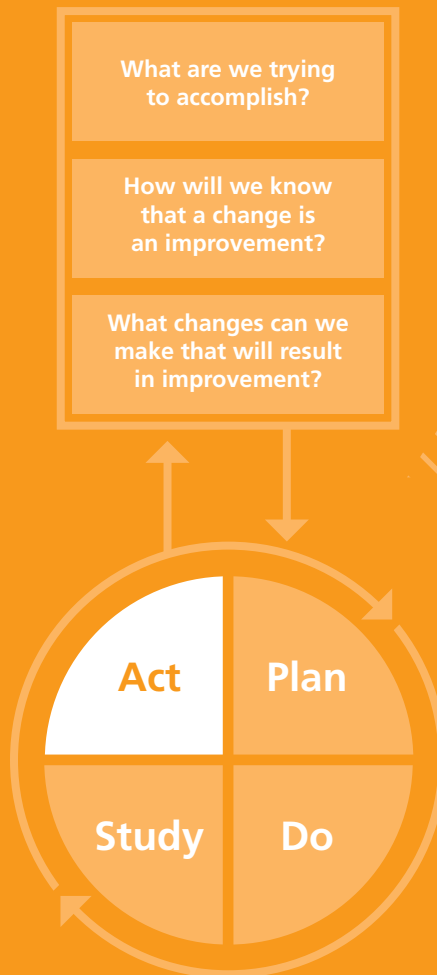 What are we trying
to accomplish?
How will we know
that a change is
an improvement?
What changes can we
make that will result
in improvement?
Act
Plan
Study
Do